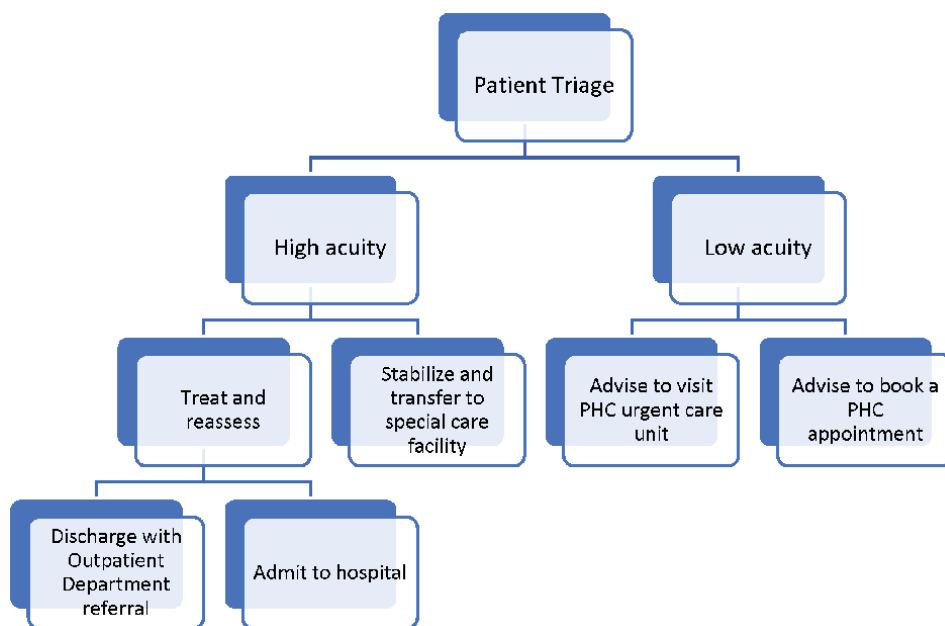 Patient Triage
High acuity
Low acuity
Treat and
reassess
Stabilize and
transfer to
special care
facility
Advise to visit
PHC urgent care
unit
Advise to book a
PHC
appointment
Discharge with
Outpatient
Department
referral
Admit to hospital